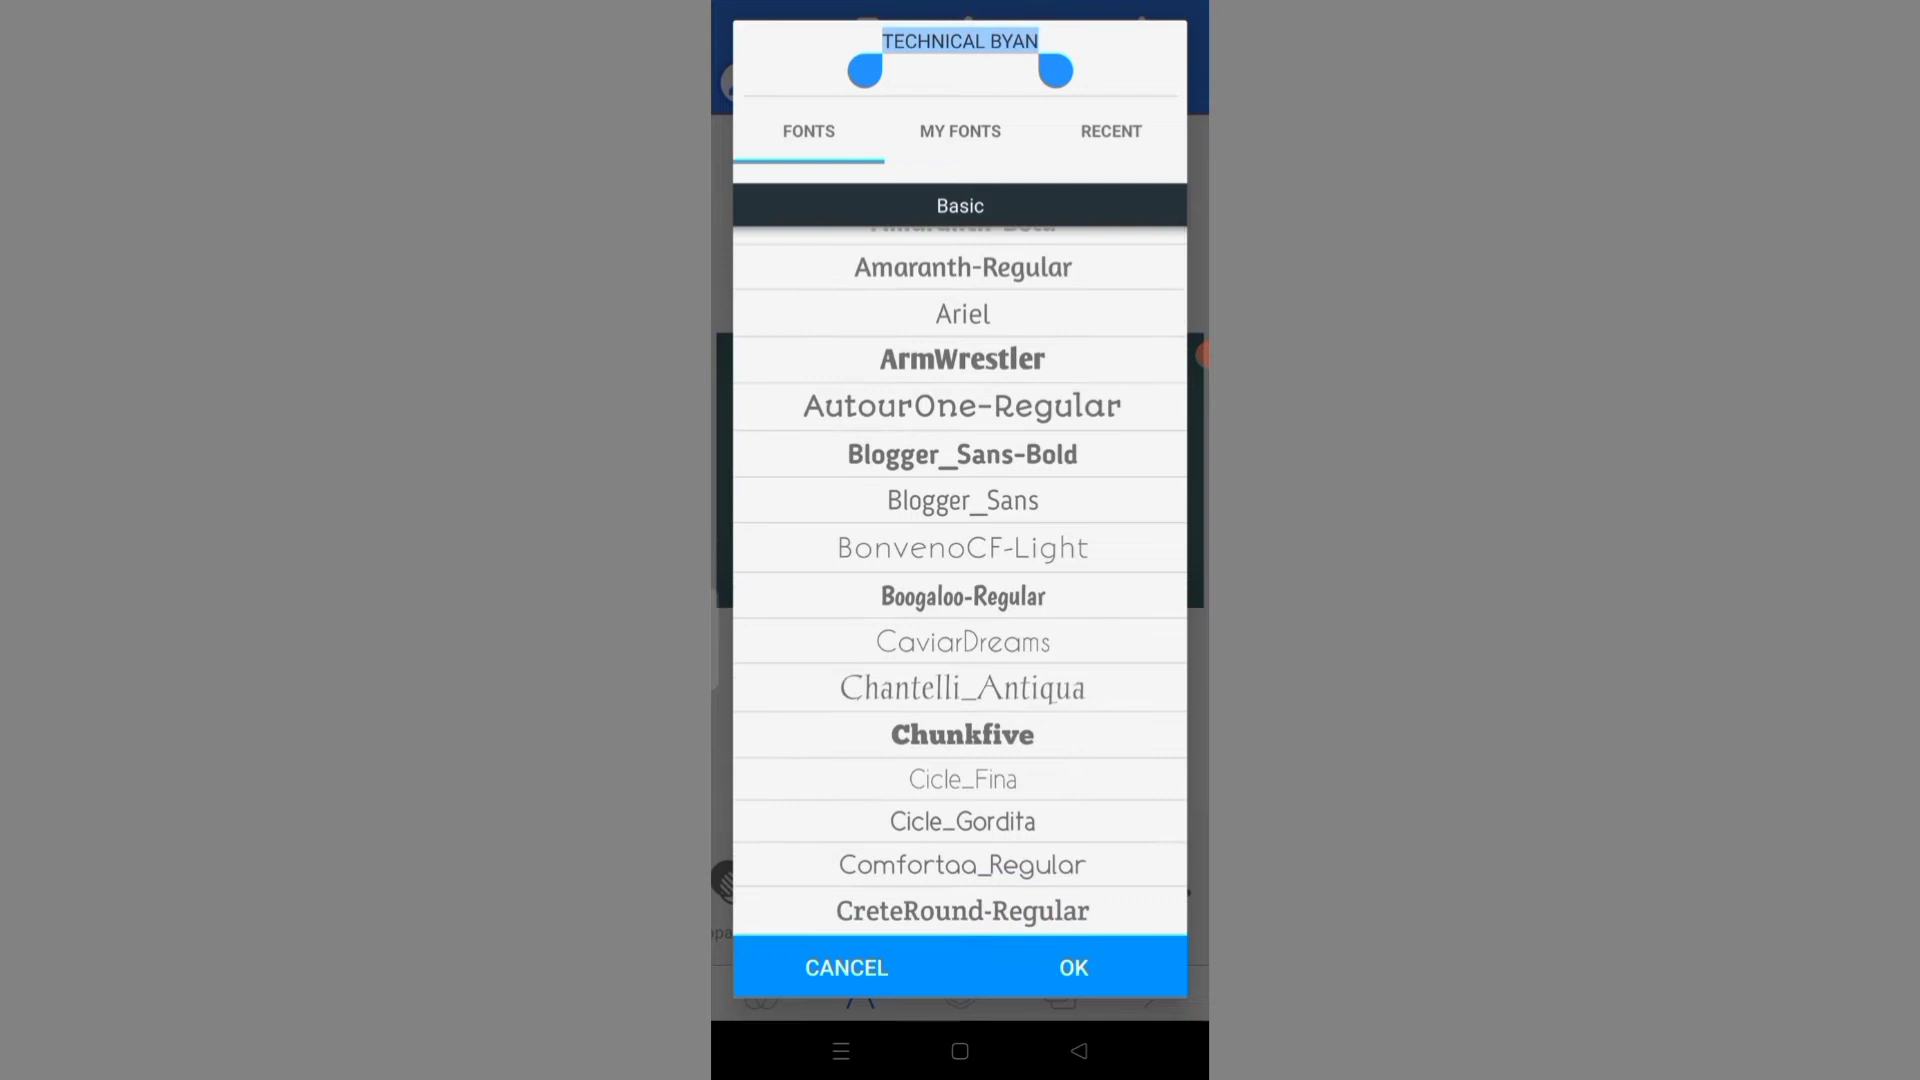 TECHNICAL BYAN
FONTS MY FONTS RECENT
Basic
Amaranth-Regular
Ariel
ArmWrestler
AutourOne-Regular
Blogger_Sans-Bold
Blogger_Sans
BonvenoCF-Light
Boogaloo-Regular
CaviarDreams
Chantelli_Antiqua
Chunkfive
Cicle_Fina
Cicle_Gordita
Comfortaa_Regular
CreteRound-Regular
CANCEL OK